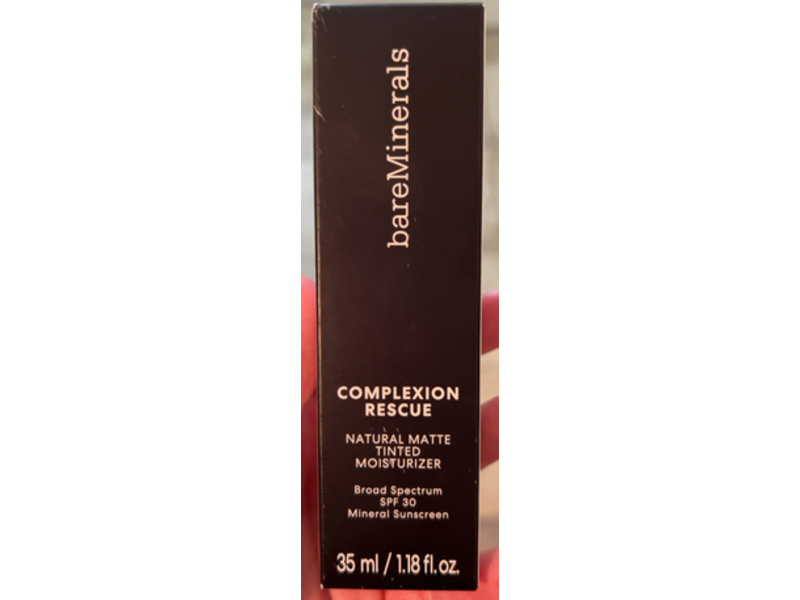 bareMinerals
COMPLEXION
RESCUE
NATURAL MATTE
TINTED
MOISTURIZER
Broad Spectrum
SPF 30
Mineral Sunscreen
35 ml / 1.18 fl. oz.